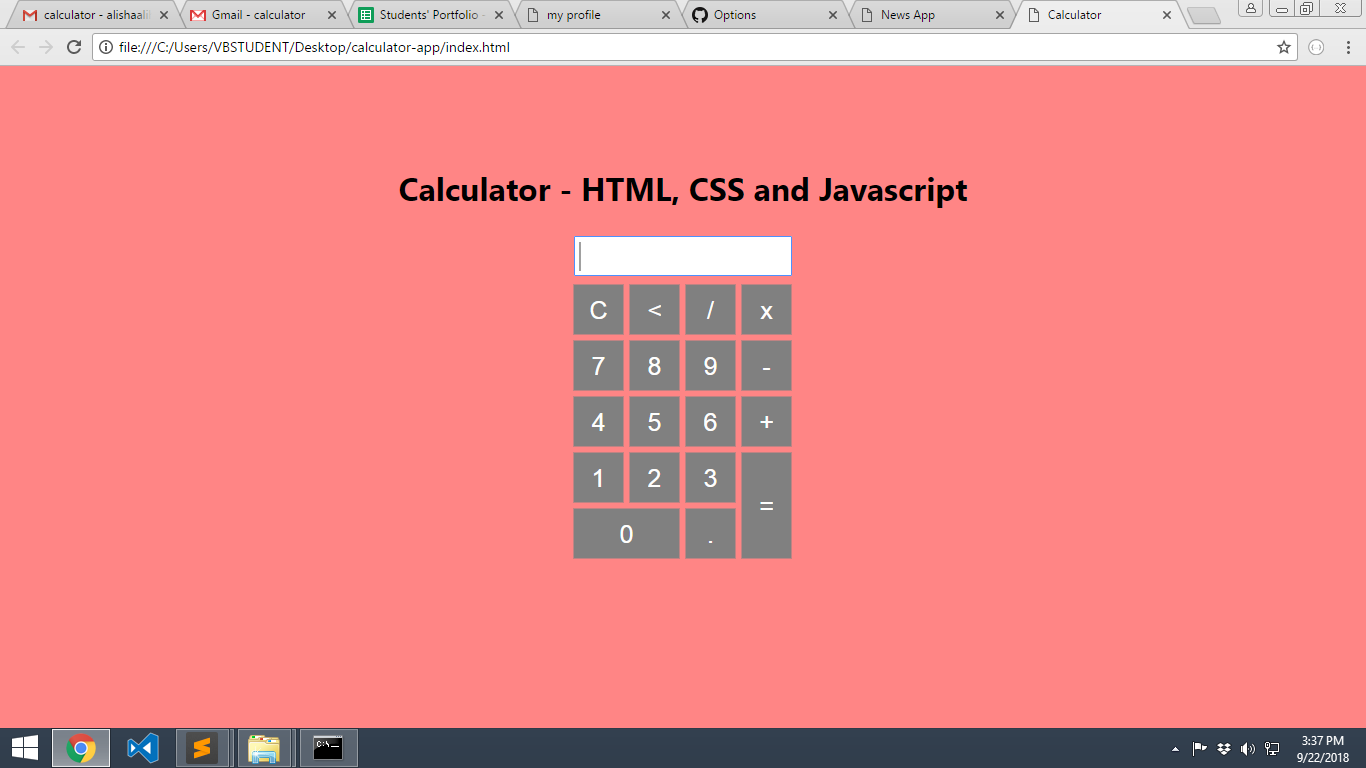 calculator - alishaali
Gmail - calculator
Students' Portfolio -
my profile
Options
News App
Calculator
file:///C:/Users/VBSTUDENT/Desktop/calculator-app/index.html
Calculator - HTML, CSS and Javascript
C < / x
7 8 9 -
4 5 6 +
1 2 3
=
0 .
C:\_
3:37 PM
9/22/2018